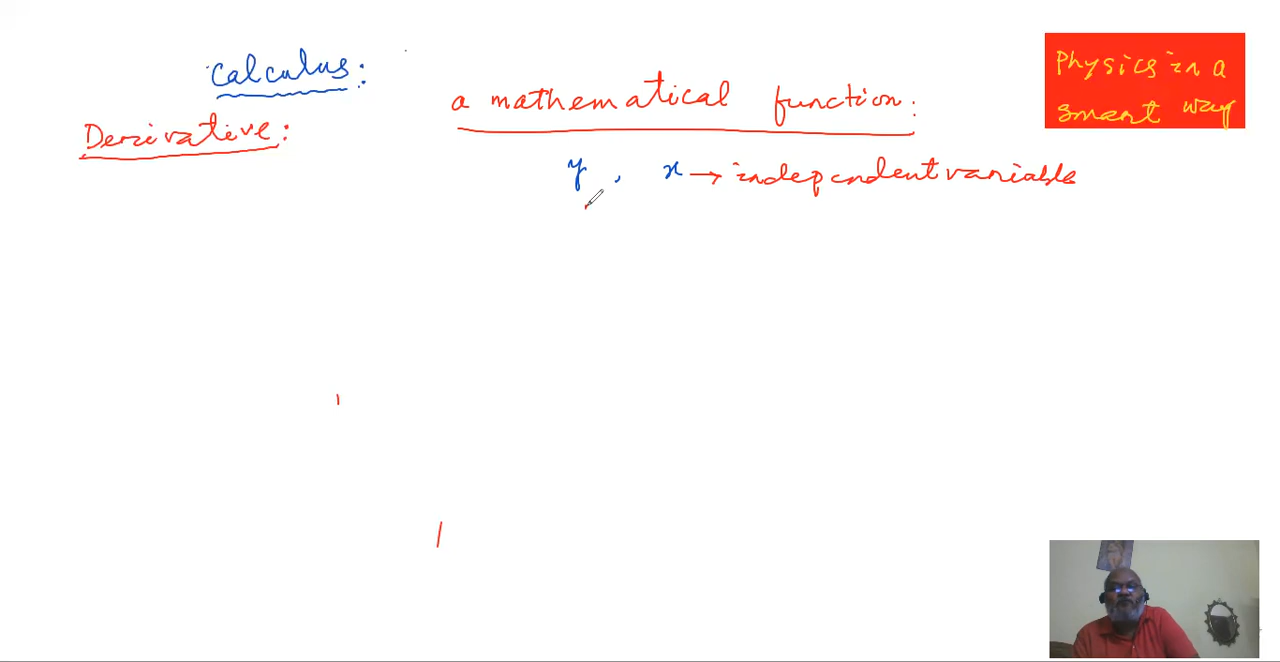 Calculus:
a mathematical function:
Derivative:
y , x → independent variable
Physics in a
smart way